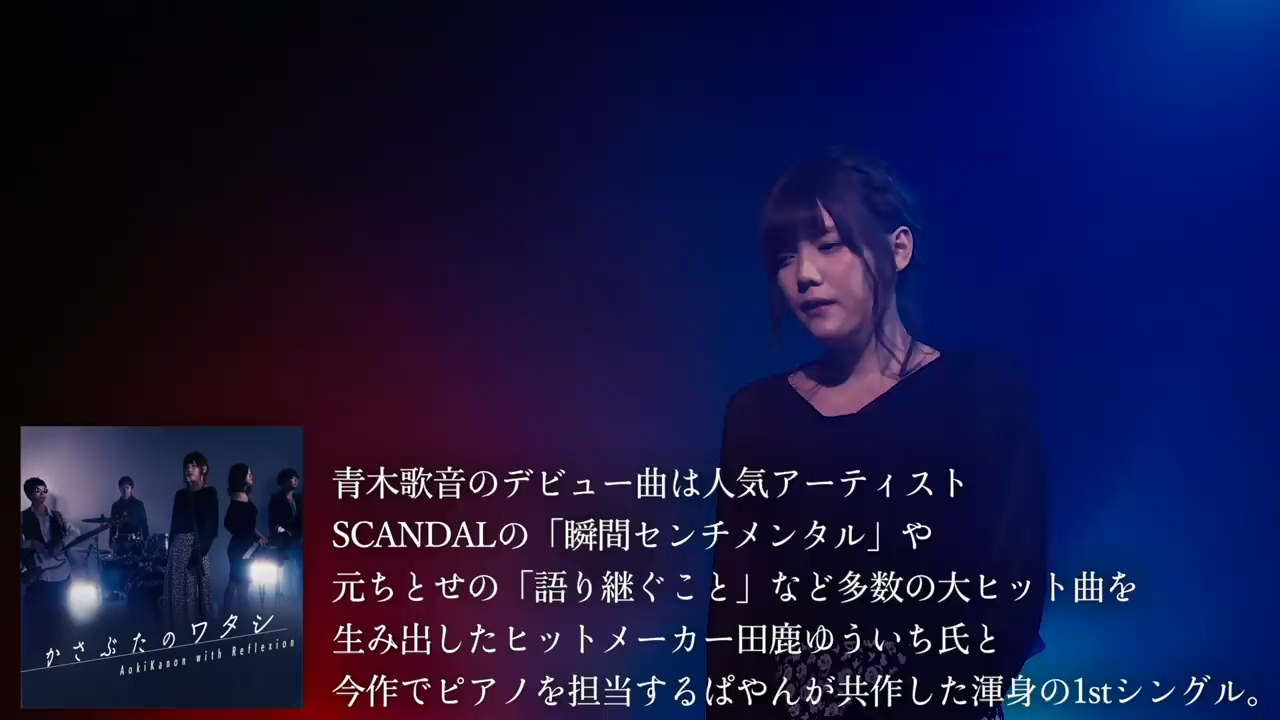 青木歌音のデビュー曲は人気アーティスト
SCANDALの「瞬間センチメンタル」や
元ちとせの「語り継ぐこと」など多数の大ヒット曲を
生み出したヒットメーカー田鹿ゆういち氏と
今作でピアノを担当するぱやんが共作した渾身の1stシングル。
かさぶたのワタシ
AokiKanon with Reflexion